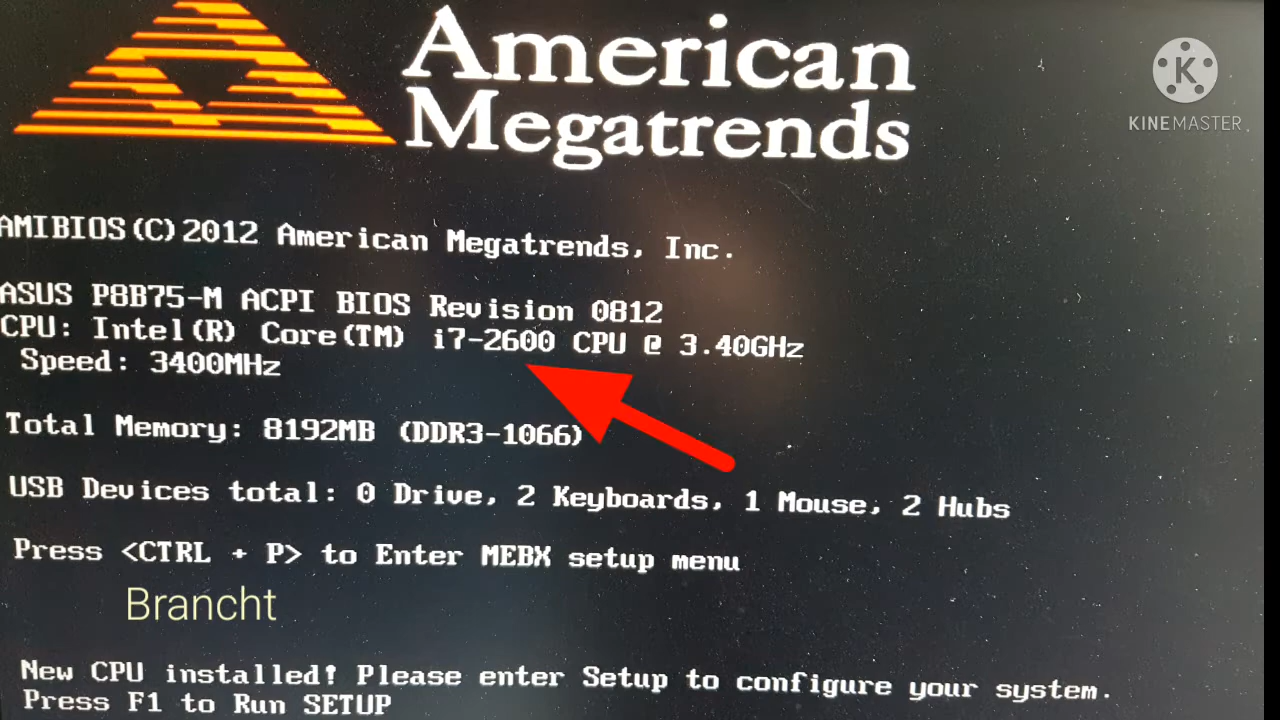 American
Megatrends
KINEMASTER
AMIBIOS(C)2012 American Megatrends, Inc.
ASUS P8B75-M ACPI BIOS Revision 0812
CPU: Intel(R) Core(TM) i7-2600 CPU @ 3.40GHz
Speed: 3400MHz
Total Memory: 8192MB (DDR3-1066)
USB Devices total: 0 Drive, 2 Keyboards, 1 Mouse, 2 Hubs
Press <CTRL + P> to Enter MEBX setup menu
Brancht
New CPU installed! Please enter Setup to configure your system.
Press F1 to Run SETUP